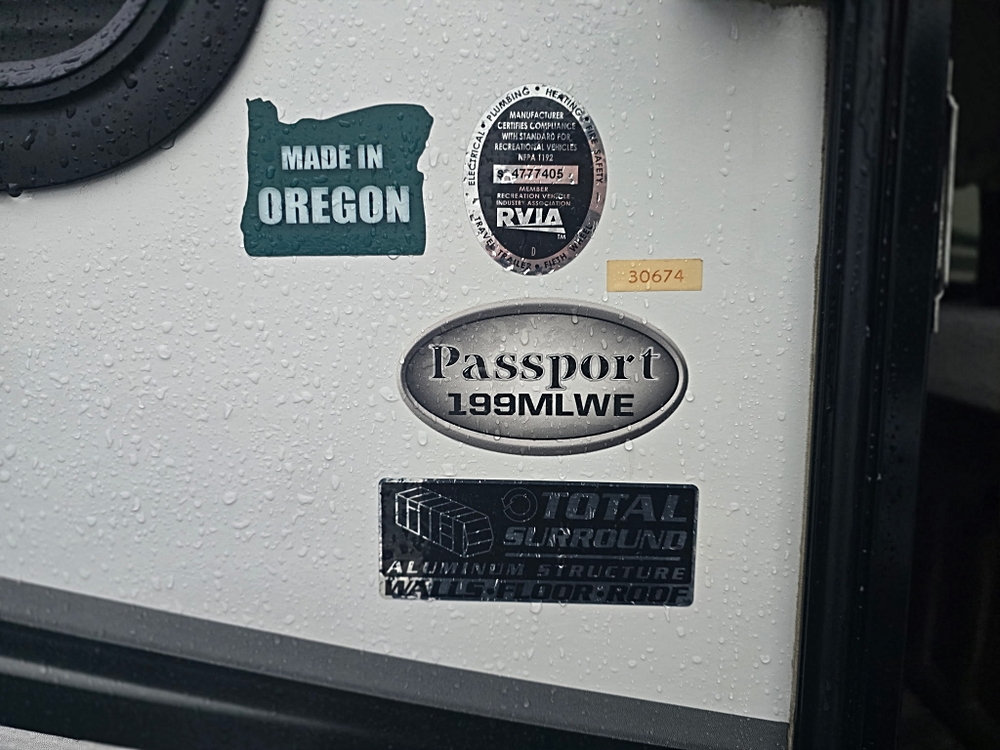 MADE IN
OREGON
ELECTRICAL • PLUMBING • HEATING • FIRE SAFETY
MANUFACTURER
CERTIFIES COMPLIANCE
WITH STANDARD FOR
RECREATIONAL VEHICLES
NFPA 1192
4777405
MEMBER
RECREATION VEHICLE
INDUSTRY ASSOCIATION
RVIA
TM
D
TRAVEL TRAILER • FIFTH WHEEL
30674
Passport
199MLWE
TOTAL
SURROUND
ALUMINUM STRUCTURE
WALLS•FLOOR•ROOF